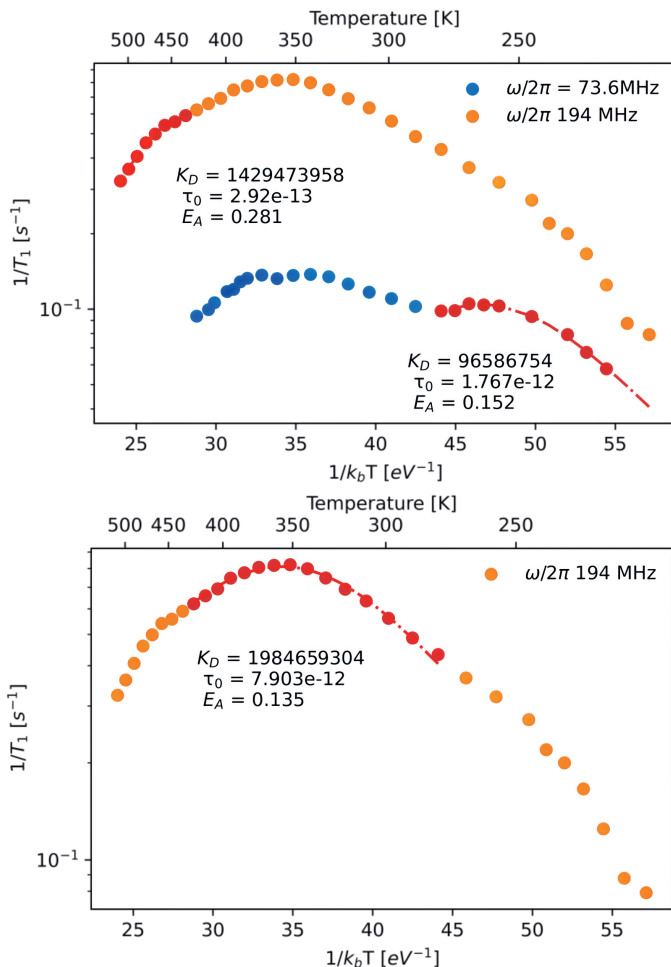 Temperature [K]
500 450 400 350 300 250
ω/2π = 73.6MHz
ω/2π 194 MHz
K_D = 1429473958
τ_0 = 2.92e-13
E_A = 0.281
1/T_1 [s^{-1}]
10^{-1}
K_D = 96586754
τ_0 = 1.767e-12
E_A = 0.152
25 30 35 40 45 50 55
1/k_bT [eV^{-1}]
Temperature [K]
500 450 400 350 300 250
ω/2π 194 MHz
K_D = 1984659304
τ_0 = 7.903e-12
E_A = 0.135
1/T_1 [s^{-1}]
10^{-1}
25 30 35 40 45 50 55
1/k_bT [eV^{-1}]